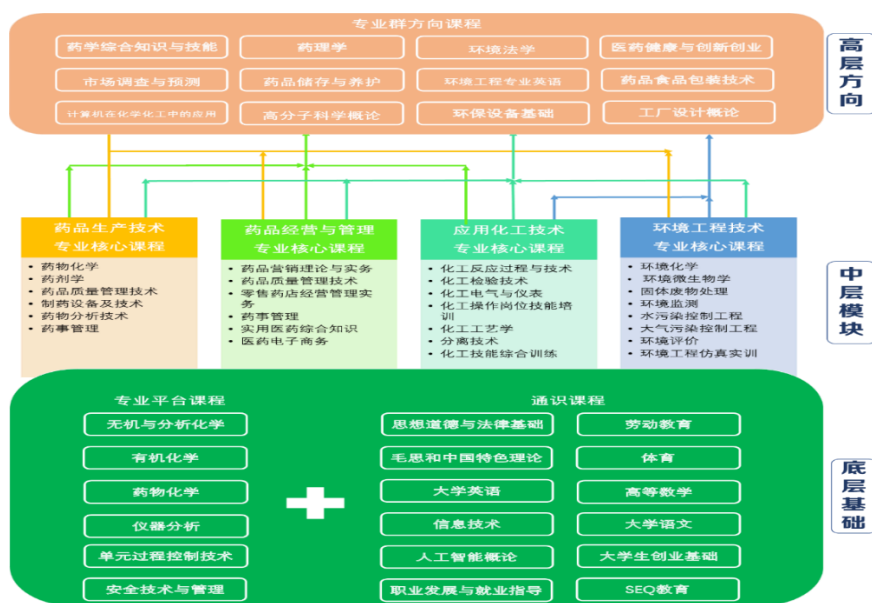 专业群方向课程
药学综合知识与技能
药理学
环境法学
医药健康与创新创业
市场调查与预测
药品储存与养护
环境工程专业英语
药品食品包装技术
计算机在化学化工中的应用
高分子科学概论
环保设备基础
工厂设计概论
高层方向
药品生产技术
专业核心课程
• 药物化学
• 药剂学
• 药品质量管理技术
• 制药设备及技术
• 药物分析技术
• 药事管理
药品经营与管理
专业核心课程
• 药品营销理论与实务
• 药品质量管理技术
• 零售药店经营管理实
务
• 药事管理
• 实用医药综合知识
• 医药电子商务
应用化工技术
专业核心课程
• 化工反应过程与技术
• 化工检验技术
• 化工电气与仪表
• 化工操作岗位技能培
训
• 化工工艺学
• 分离技术
• 化工技能综合训练
环境工程技术
专业核心课程
• 环境化学
• 环境微生物学
• 固体废物处理
• 环境监测
• 水污染控制工程
• 大气污染控制工程
• 环境评价
• 环境工程仿真实训
中层模块
专业平台课程
无机与分析化学
有机化学
药物化学
仪器分析
单元过程控制技术
安全技术与管理
通识课程
思想道德与法律基础
劳动教育
毛思和中国特色理论
体育
大学英语
高等数学
信息技术
大学语文
人工智能概论
大学生创业基础
职业发展与就业指导
SEQ教育
底层基础